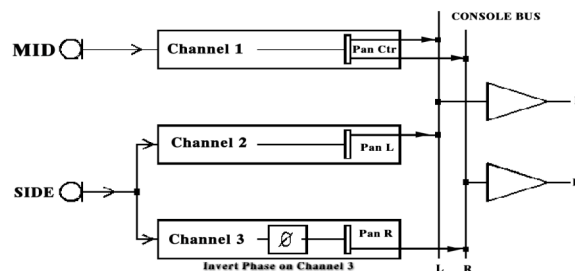 CONSOLE BUS
MID
Channel 1
Pan Ctr
Channel 2
Pan L
SIDE
Channel 3
Ø
Pan R
Invert Phase on Channel 3
L R